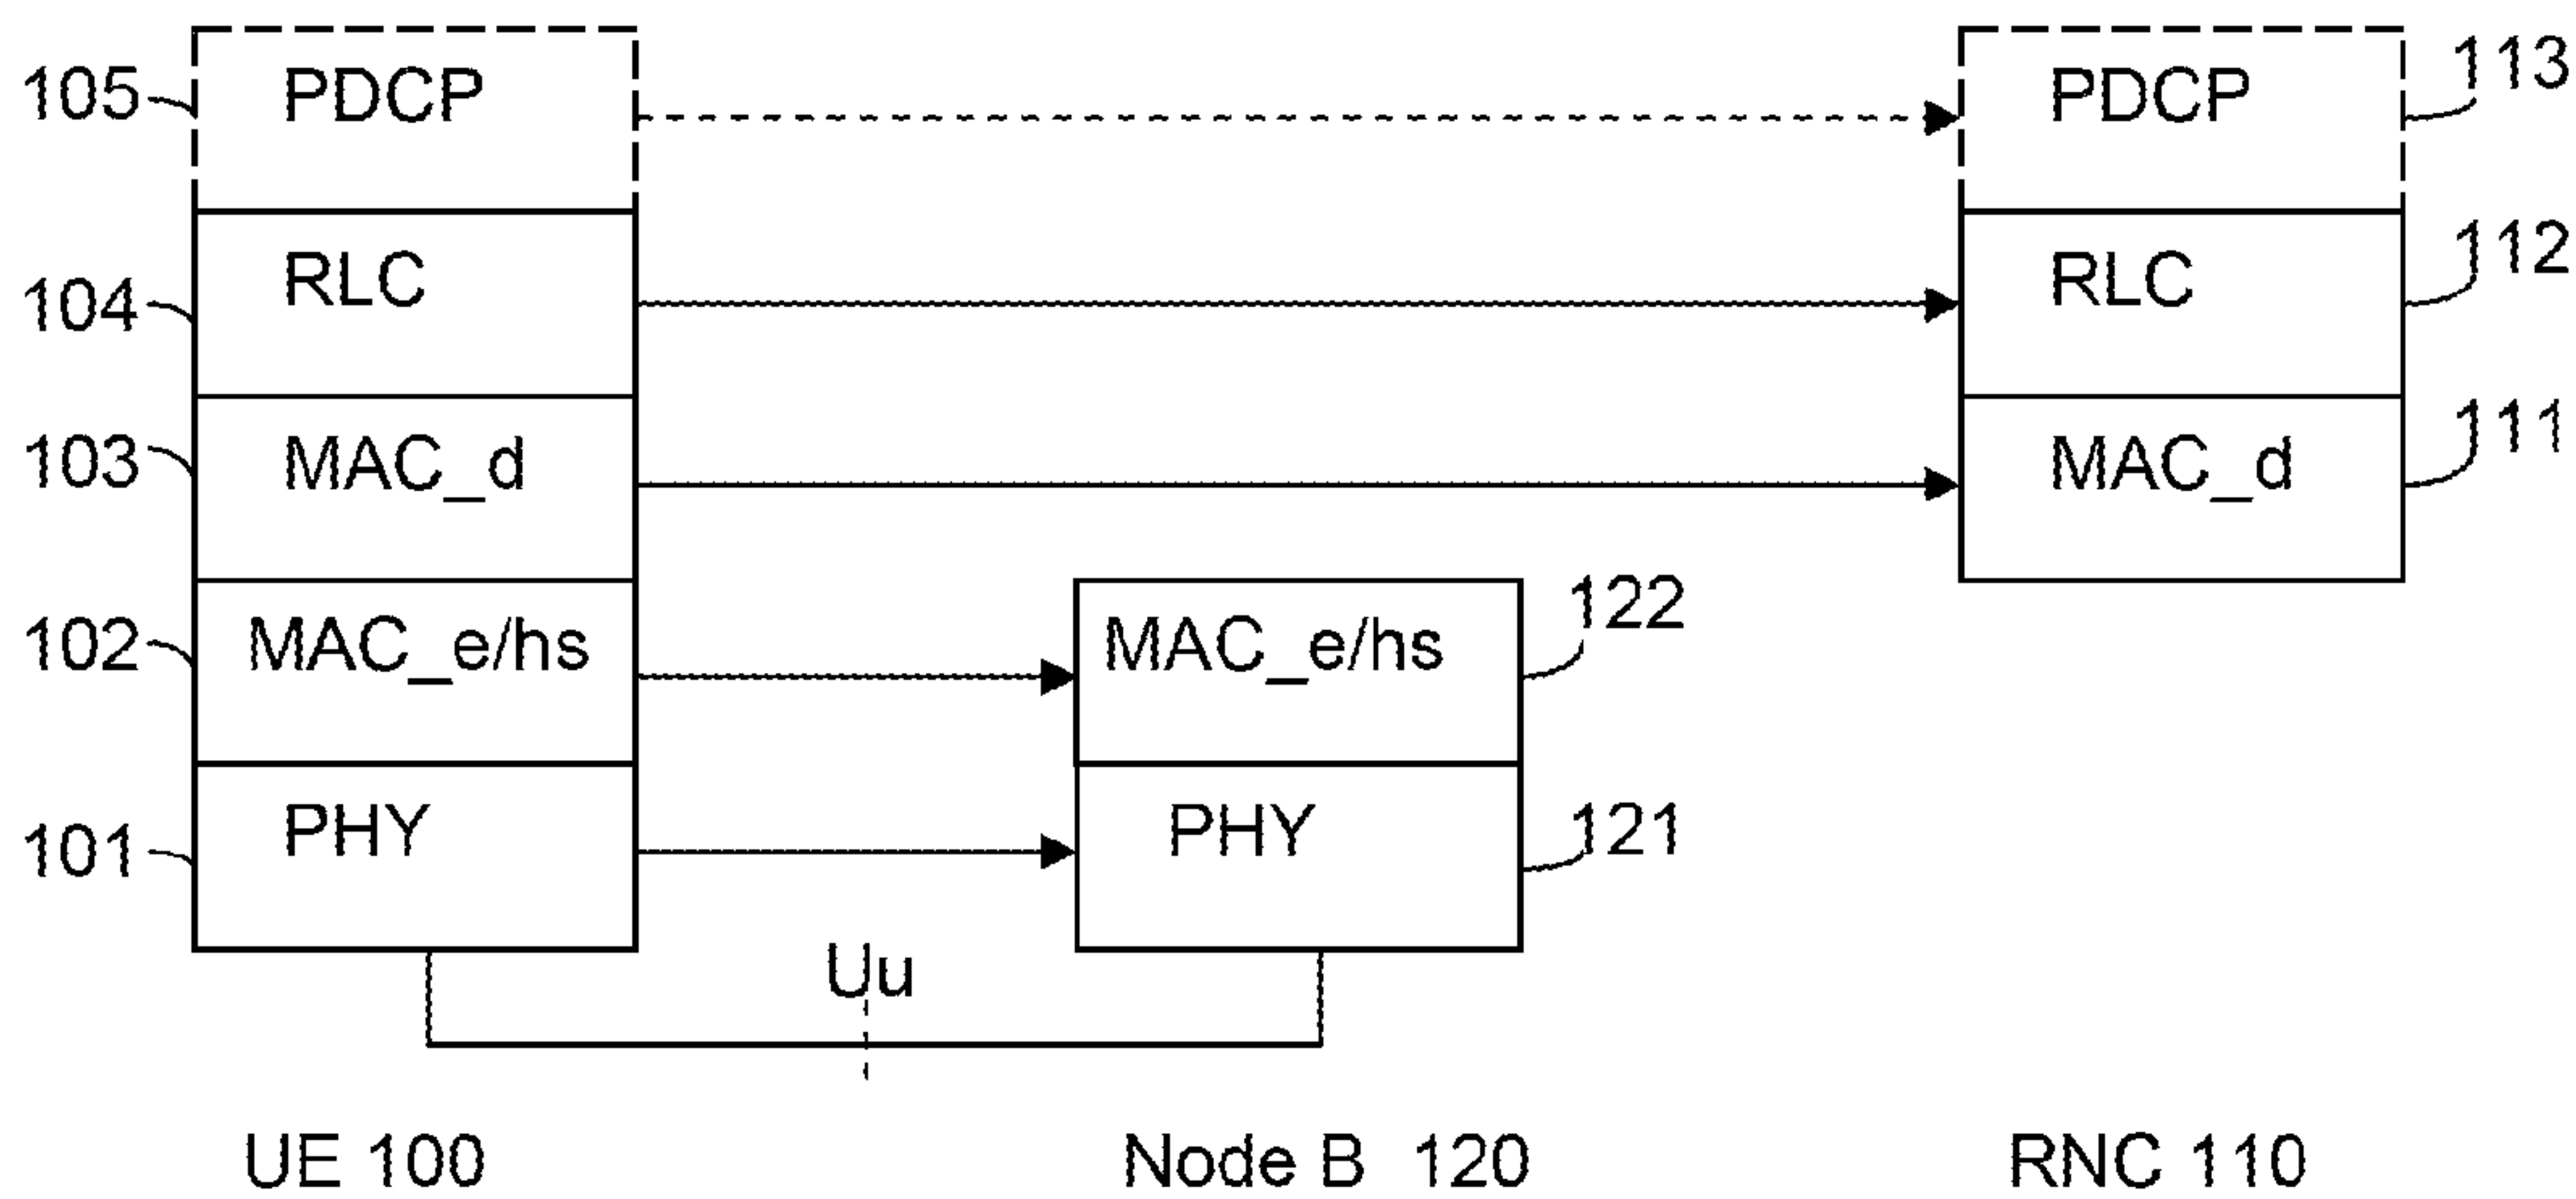 105 PDCP PDCP 113
104 RLC RLC 112
103 MAC_d MAC_d 111
102 MAC_e/hs MAC_e/hs 122
101 PHY PHY 121
Uu
UE 100 Node B 120 RNC 110